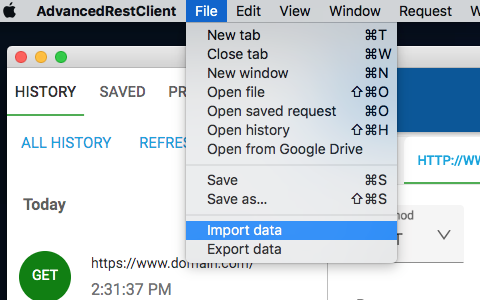 AdvancedRestClient File Edit View Window Request W
New tab ⌘T
Close tab ⌘W
New window ⌘N
Open file ⇧⌘O
Open saved request ⌘O
Open history ⇧⌘H
Open from Google Drive
Save ⌘S
Save as... ⇧⌘S
Import data
Export data
HISTORY SAVED PR
ALL HISTORY REFRE
Today
GET https://www.domain.com/
2:31:37 PM
HTTP://WW
hod
T